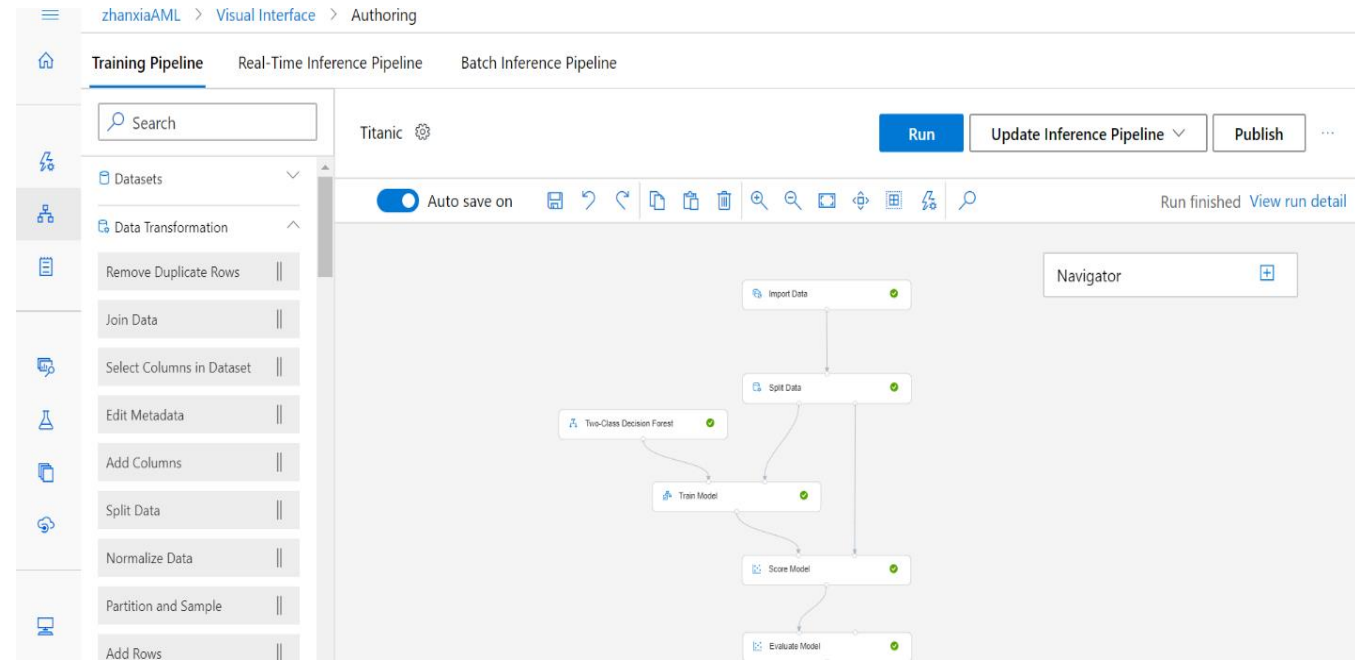 zhanxiaAML > Visual Interface > Authoring
Training Pipeline Real-Time Inference Pipeline Batch Inference Pipeline
Search
Titanic
Run
Update Inference Pipeline
Publish
...
Datasets
Auto save on
Run finished View run detail
Data Transformation
Remove Duplicate Rows
Join Data
Select Columns in Dataset
Edit Metadata
Add Columns
Split Data
Normalize Data
Partition and Sample
Add Rows
Navigator
Import Data
Split Data
Two-Class Decision Forest
Train Model
Score Model
Evaluate Model